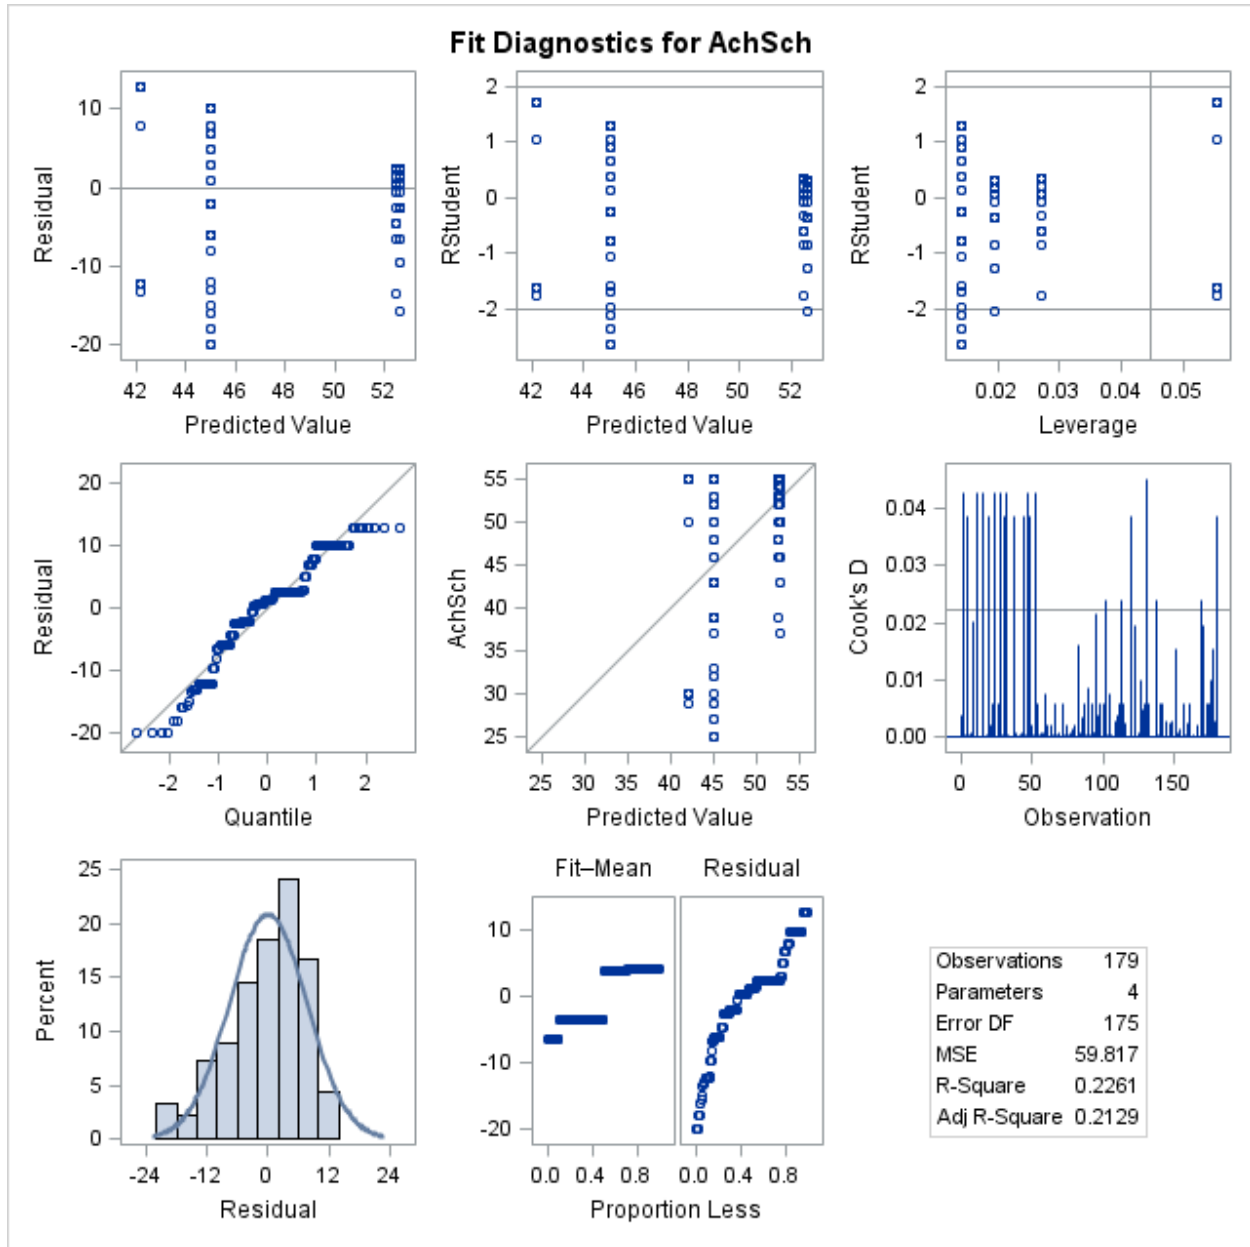 Fit Diagnostics for AchSch
Residual
10
0
-10
-20
42 44 46 48 50 52
Predicted Value
RStudent
2
1
0
-1
-2
42 44 46 48 50 52
Predicted Value
RStudent
2
1
0
-1
-2
0.02 0.03 0.04 0.05
Leverage
Residual
20
10
0
-10
-20
-2 -1 0 1 2
Quantile
AchSch
55
50
45
40
35
30
25
25 30 35 40 45 50 55
Predicted Value
Cook's D
0.04
0.03
0.02
0.01
0.00
0 50 100 150
Observation
Percent
25
20
15
10
5
0
-24 -12 0 12 24
Residual
Fit–Mean Residual
10
0
-10
-20
0.0 0.4 0.8 0.0 0.4 0.8
Proportion Less
Observations 179
Parameters 4
Error DF 175
MSE 59.817
R-Square 0.2261
Adj R-Square 0.2129